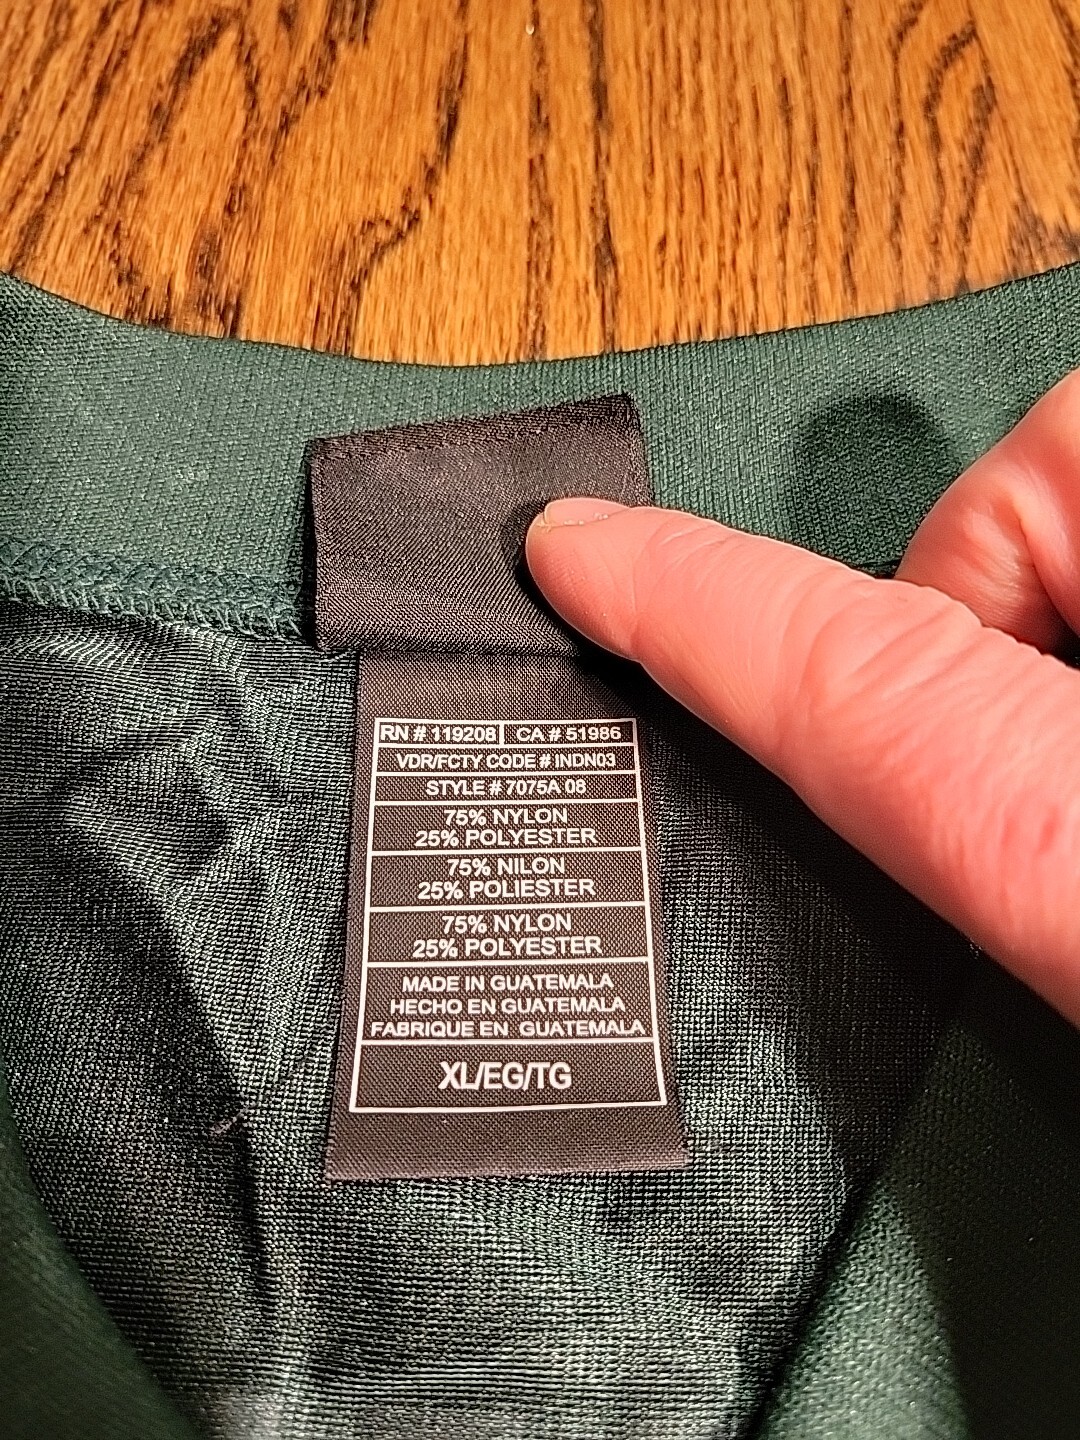 RN # 119208 CA # 51986
VDR/FCTY CODE # INDN03
STYLE # 7075A 08
75% NYLON
25% POLYESTER
75% NILON
25% POLIESTER
75% NYLON
25% POLYESTER
MADE IN GUATEMALA
HECHO EN GUATEMALA
FABRIQUE EN GUATEMALA
XL/EG/TG